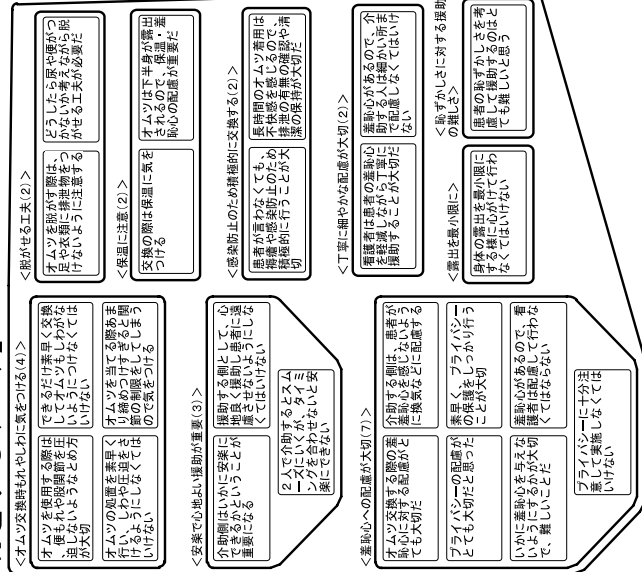 ＜オムツ交換時もれやしわに気をつける(4)＞
オムツを使用する際は
、便もれや股関節を圧
迫しないようなとめ方
が大切
できるだけ素早く交換
してオムツもしわがな
いようにつけなくては
いけない
オムツの処置を素早く
行い、しわや圧迫をさ
けるようにしなくては
いけない
オムツを当てる際あま
り締めつけすると関
節の制限をしてしまう
ので気をつける
＜安楽で心地よい援助が重要(3)＞
介助側はいかに安楽に
できるかということが
重要になる
援助する側として、心
地良く援助し患者に遠
慮させないようにしな
くてはいけない
2人で介助するとスム
ーズにいくが、タイミ
ングを合わせないと安
楽にできない
＜羞恥心への配慮が大切(7)＞
オムツ交換する際の羞
恥心に対する配慮がと
ても大切だ
介助する側は、患者が
羞恥心を感じないよう
に換気などに配慮する
プライバシーの配慮が
とても大切だと思った
素早く、プライバシー
の保護をしっかり行う
ことが大切
いかに羞恥心を与えな
いようにするかが大切
で、難しいことだ
羞恥心があるので、看
護者は配慮して行わな
くてはならない
プライバシーに十分注
意して実施しなくては
いけない
＜脱がせる工夫(2)＞
オムツを脱がす際は、
足や衣類に排泄物をつ
けないように注意する
どうしたら尿や便がつ
かないか考えながら脱
がせる工夫が必要だ
＜保温に注意(2)＞
交換の際は保温に気を
つける
オムツは下半身が露出
されるので、保温・羞
恥心の配慮が重要だ
＜感染防止のため積極的に交換する(2)＞
患者が言わなくても、
褥瘡や感染防止のため
積極的に行うことが大
切
長時間のオムツ着用は
不快感を感じるので、
排泄の有無の確認や清
潔の保持が大切だ
＜丁寧に細やかな配慮が大切(2)＞
看護者は患者の羞恥心
を軽減しながら丁寧に
援助することが大切だ
羞恥心があるので、介
助する人は細かい所ま
で配慮しなくてはいけ
ない
＜露出を最小限に＞
身体の露出を最小限に
する様に心がけて行わ
なくてはいけない
＜恥ずかしさに対する援助
の難しさ＞
患者の恥ずかしさを考
慮して援助するのはと
ても難しいと思う